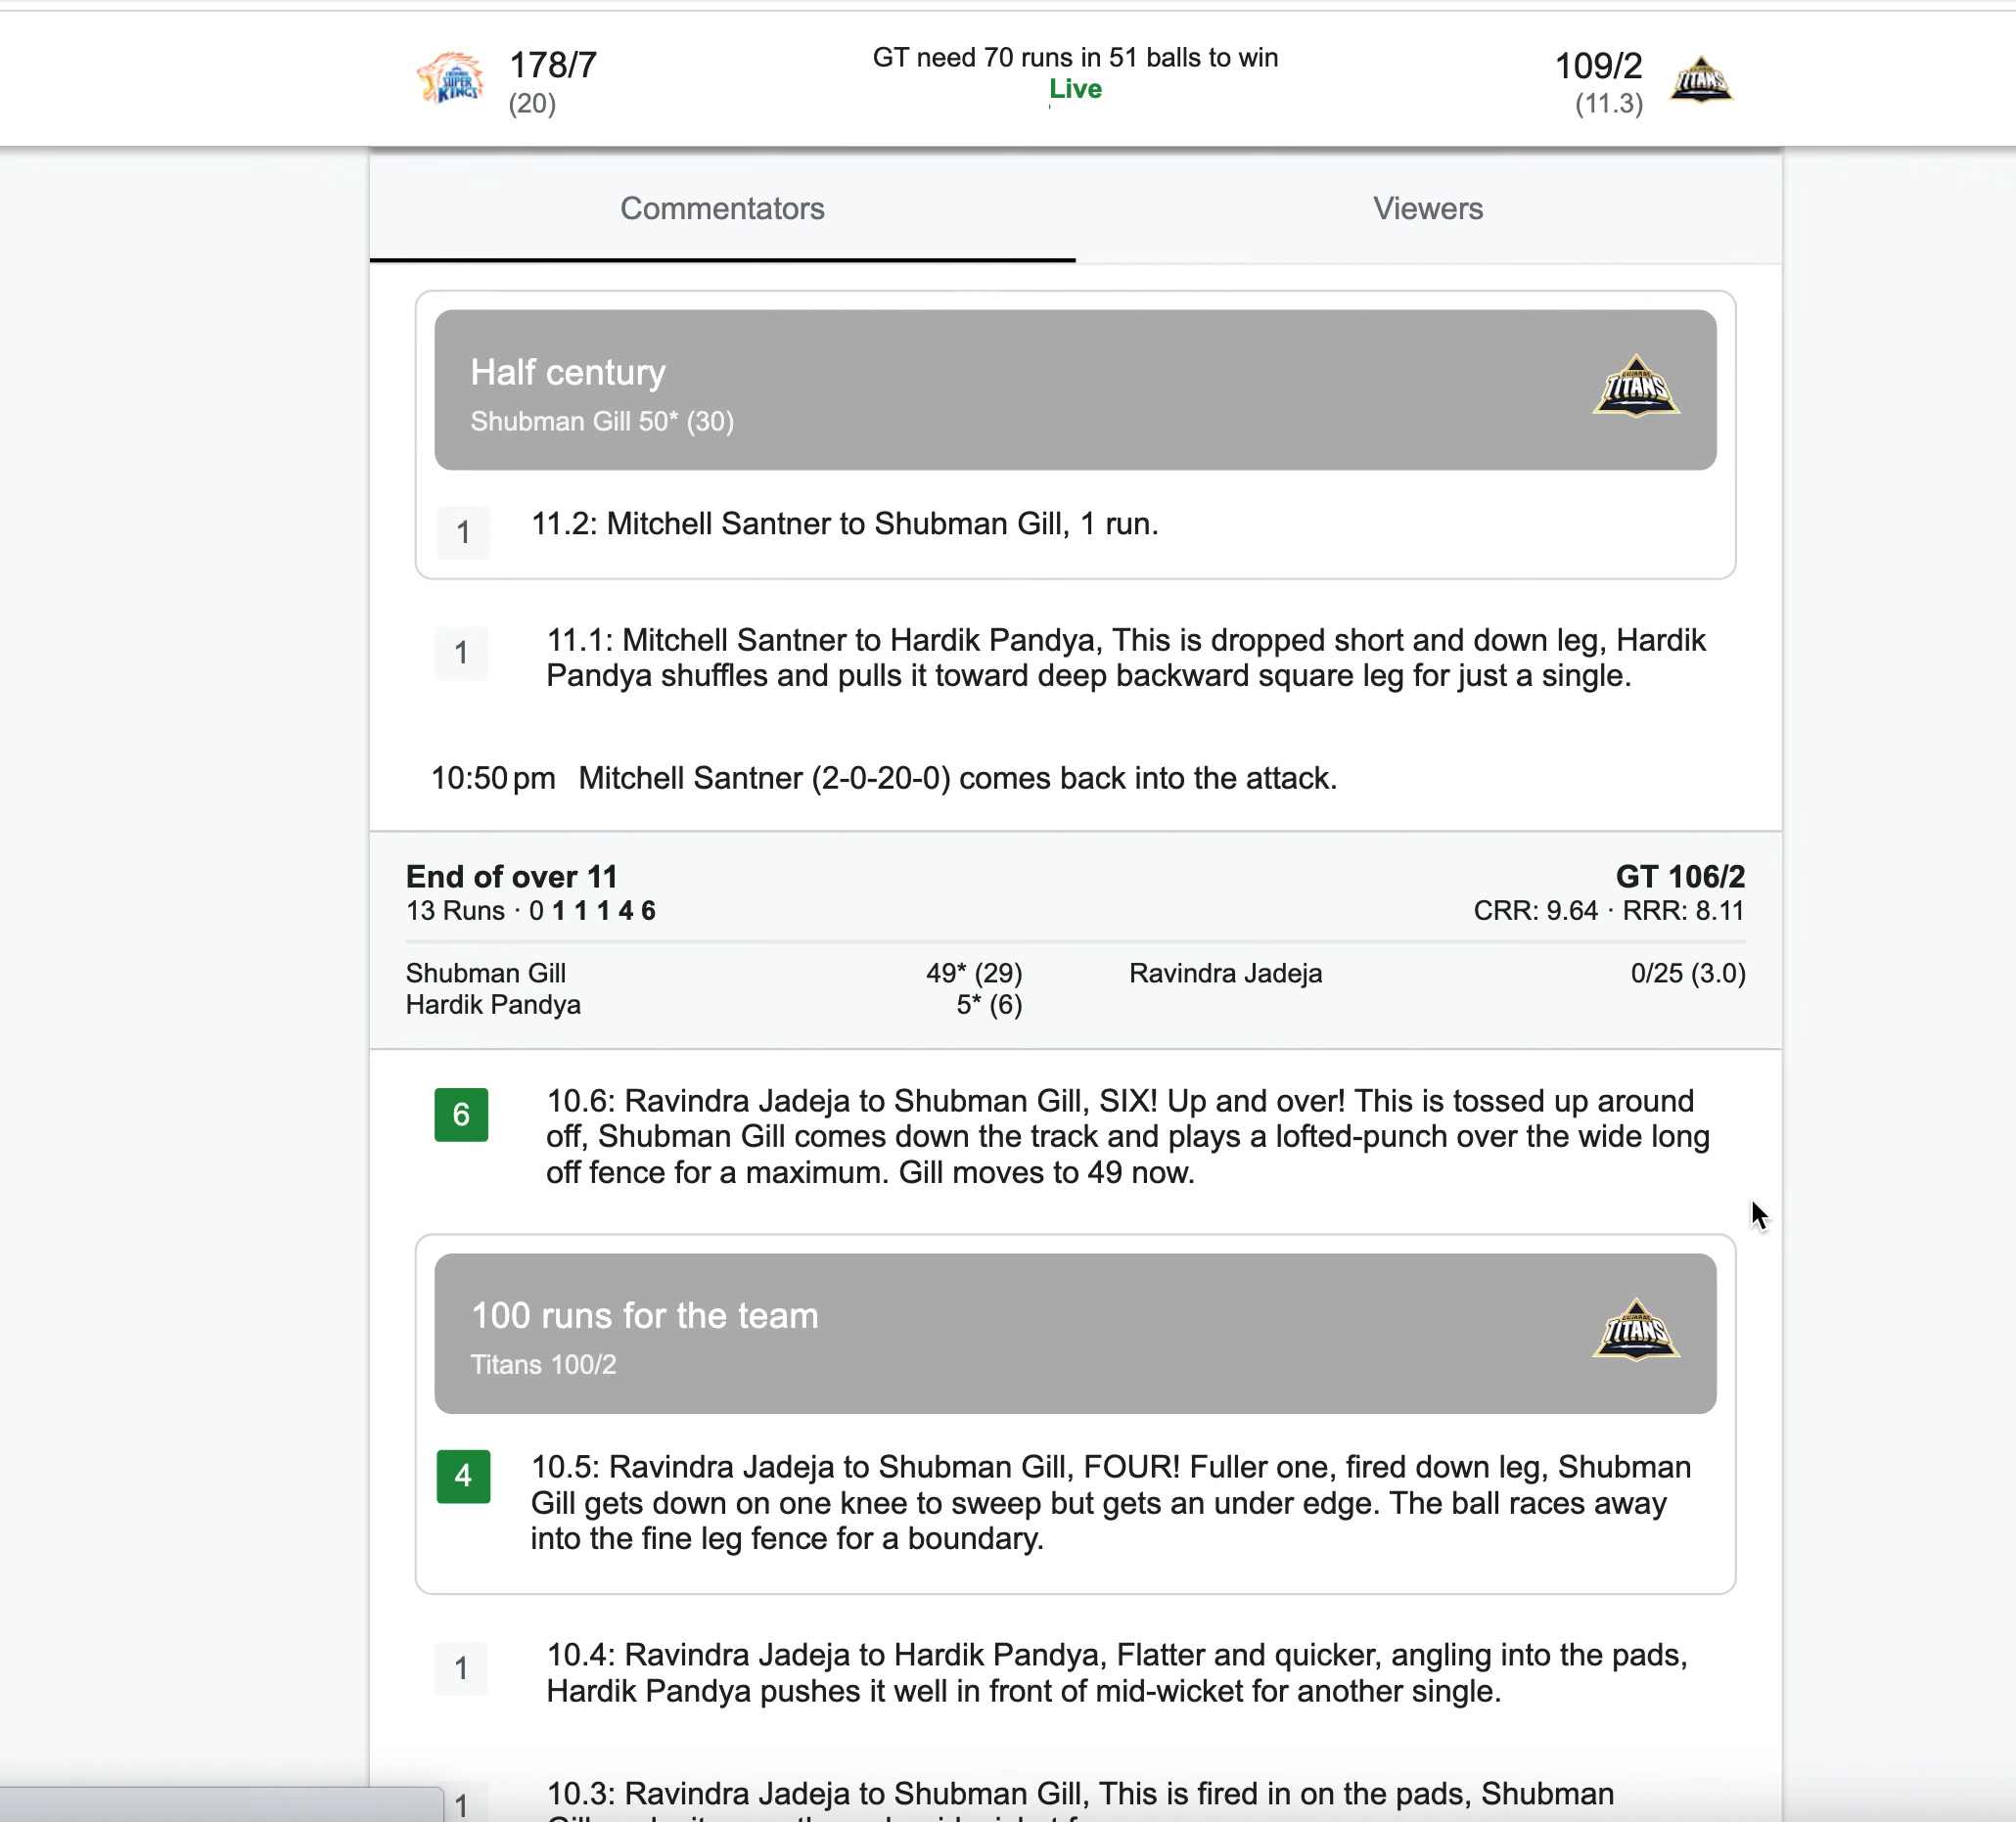 178/7
(20)
GT need 70 runs in 51 balls to win
Live
109/2
(11.3)
SUPER
KINGS
TITANS
Commentators
Viewers
Half century
Shubman Gill 50* (30)
GUJARAT
TITANS
1
11.2: Mitchell Santner to Shubman Gill, 1 run.
1
11.1: Mitchell Santner to Hardik Pandya, This is dropped short and down leg, Hardik
Pandya shuffles and pulls it toward deep backward square leg for just a single.
10:50 pm Mitchell Santner (2-0-20-0) comes back into the attack.
End of over 11
GT 106/2
13 Runs · 0 1 1 1 4 6
CRR: 9.64 · RRR: 8.11
Shubman Gill 49* (29) Ravindra Jadeja 0/25 (3.0)
Hardik Pandya 5* (6)
6
10.6: Ravindra Jadeja to Shubman Gill, SIX! Up and over! This is tossed up around
off, Shubman Gill comes down the track and plays a lofted-punch over the wide long
off fence for a maximum. Gill moves to 49 now.
100 runs for the team
Titans 100/2
GUJARAT
TITANS
4
10.5: Ravindra Jadeja to Shubman Gill, FOUR! Fuller one, fired down leg, Shubman
Gill gets down on one knee to sweep but gets an under edge. The ball races away
into the fine leg fence for a boundary.
1
10.4: Ravindra Jadeja to Hardik Pandya, Flatter and quicker, angling into the pads,
Hardik Pandya pushes it well in front of mid-wicket for another single.
1
10.3: Ravindra Jadeja to Shubman Gill, This is fired in on the pads, Shubman